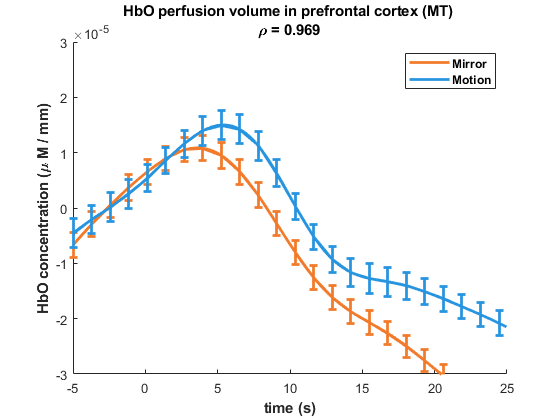 HbO perfusion volume in prefrontal cortex (MT)
ρ = 0.969
×10⁻⁵
3
2
1
0
-1
-2
-3
HbO concentration (μ M / mm)
Mirror
Motion
-5
0
5
10
15
20
25
time (s)